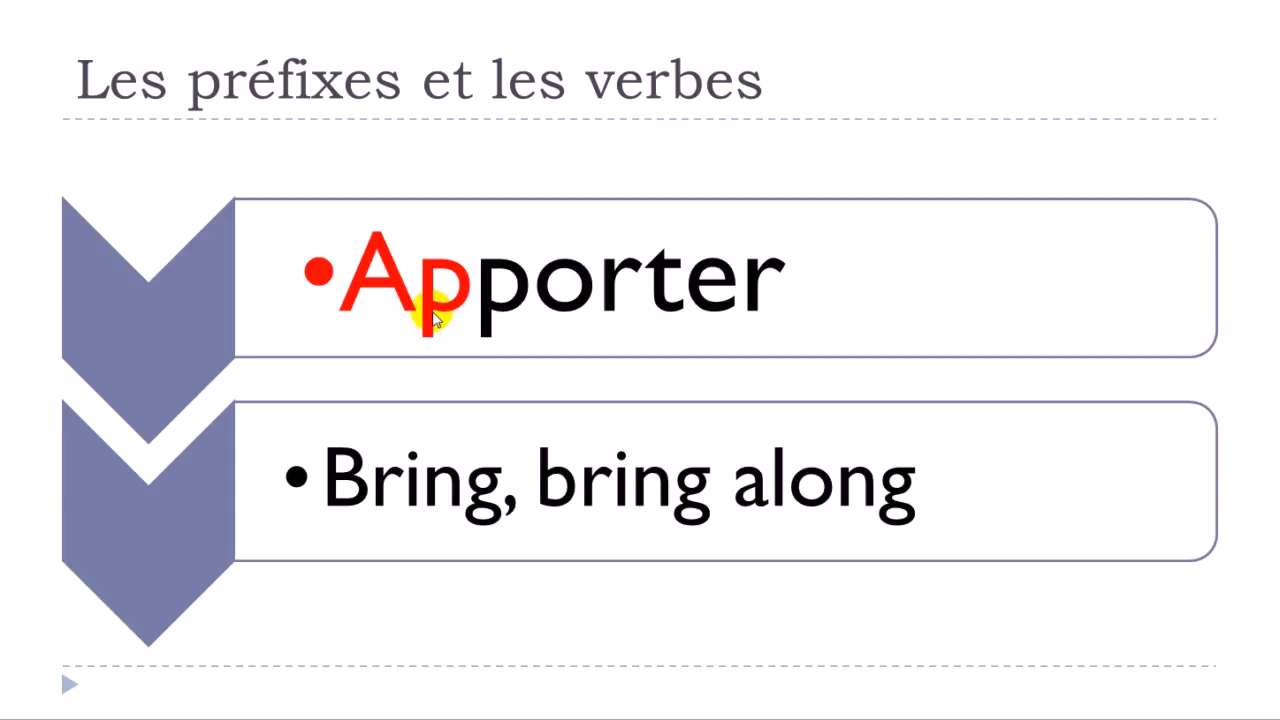 Les préfixes et les verbes
•Apporter
•Bring, bring along